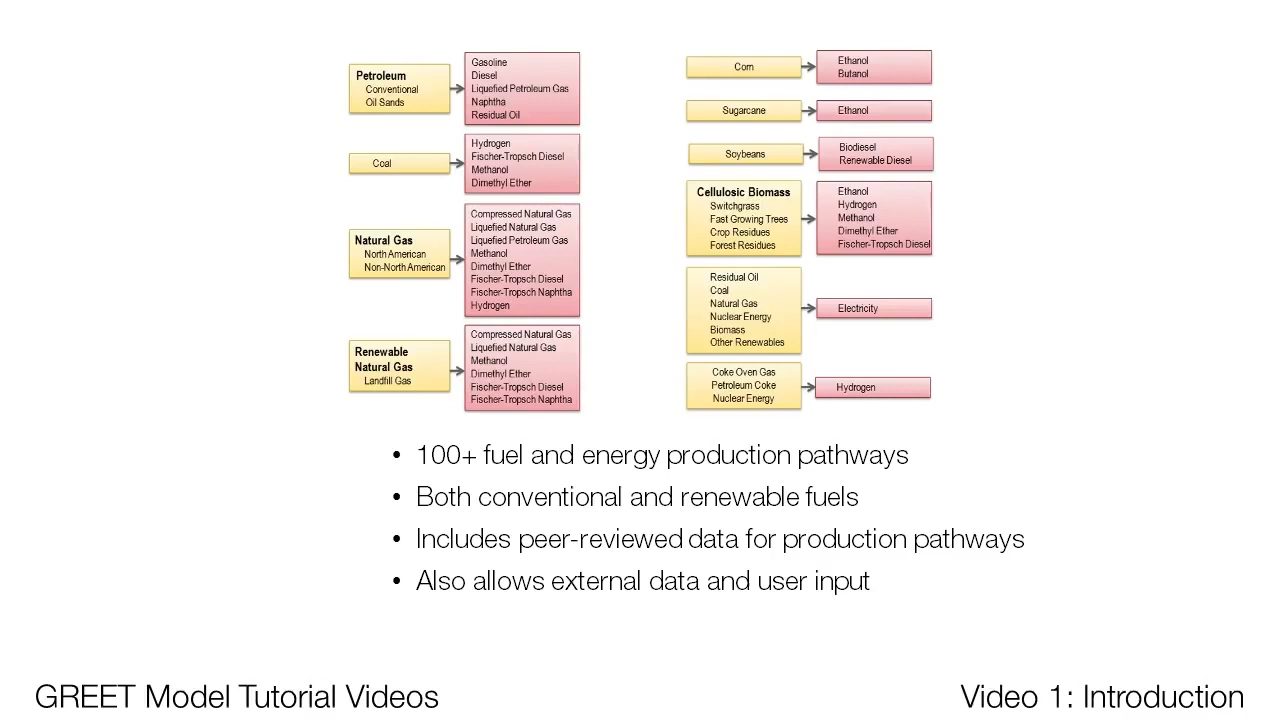 Petroleum
Conventional
Oil Sands
Gasoline
Diesel
Liquefied Petroleum Gas
Naphtha
Residual Oil
Coal
Hydrogen
Fischer-Tropsch Diesel
Methanol
Dimethyl Ether
Natural Gas
North American
Non-North American
Compressed Natural Gas
Liquefied Natural Gas
Liquefied Petroleum Gas
Methanol
Dimethyl Ether
Fischer-Tropsch Diesel
Fischer-Tropsch Naphtha
Hydrogen
Renewable
Natural Gas
Landfill Gas
Compressed Natural Gas
Liquefied Natural Gas
Methanol
Dimethyl Ether
Fischer-Tropsch Diesel
Fischer-Tropsch Naphtha
Corn
Ethanol
Butanol
Sugarcane
Ethanol
Soybeans
Biodiesel
Renewable Diesel
Cellulosic Biomass
Switchgrass
Fast Growing Trees
Crop Residues
Forest Residues
Ethanol
Hydrogen
Methanol
Dimethyl Ether
Fischer-Tropsch Diesel
Residual Oil
Coal
Natural Gas
Nuclear Energy
Biomass
Other Renewables
Electricity
Coke Oven Gas
Petroleum Coke
Nuclear Energy
Hydrogen
• 100+ fuel and energy production pathways
• Both conventional and renewable fuels
• Includes peer-reviewed data for production pathways
• Also allows external data and user input
GREET Model Tutorial Videos
Video 1: Introduction